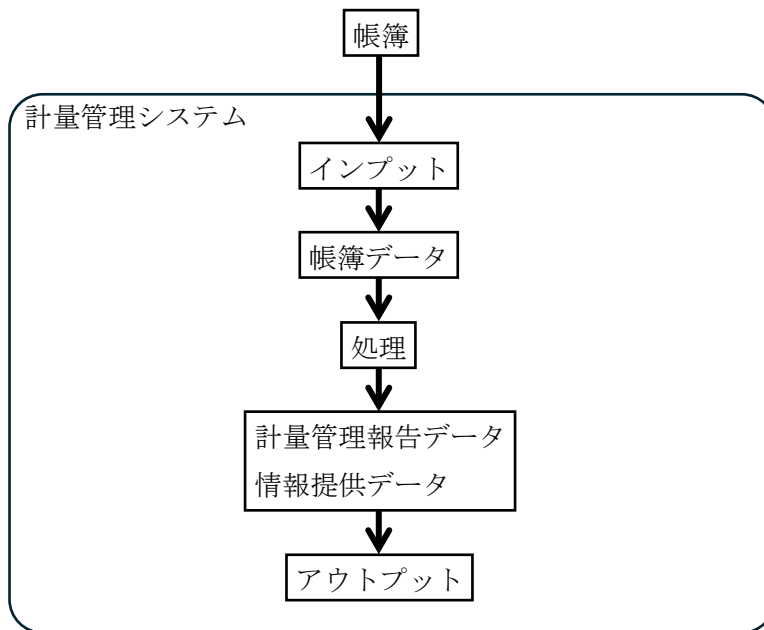 帳簿
計量管理システム
インプット
帳簿データ
処理
計量管理報告データ
情報提供データ
アウトプット